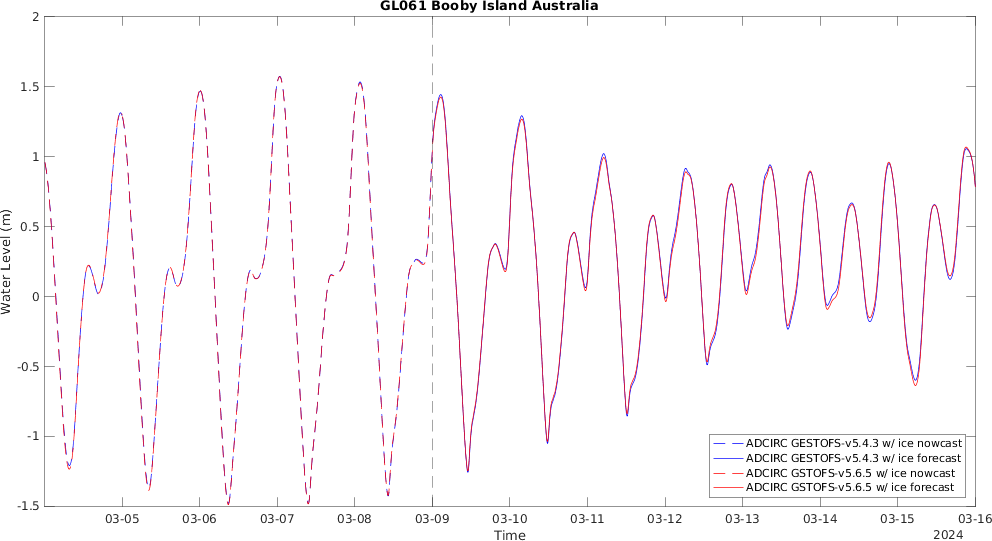 GL061 Booby Island Australia
2
1.5
1
0.5
0
-0.5
-1
-1.5
Water Level (m)
ADCIRC GESTOFS-v5.4.3 w/ ice nowcast
ADCIRC GESTOFS-v5.4.3 w/ ice forecast
ADCIRC GSTOFS-v5.6.5 w/ ice nowcast
ADCIRC GSTOFS-v5.6.5 w/ ice forecast
03-05 03-06 03-07 03-08 03-09 03-10 03-11 03-12 03-13 03-14 03-15 03-16
Time
2024